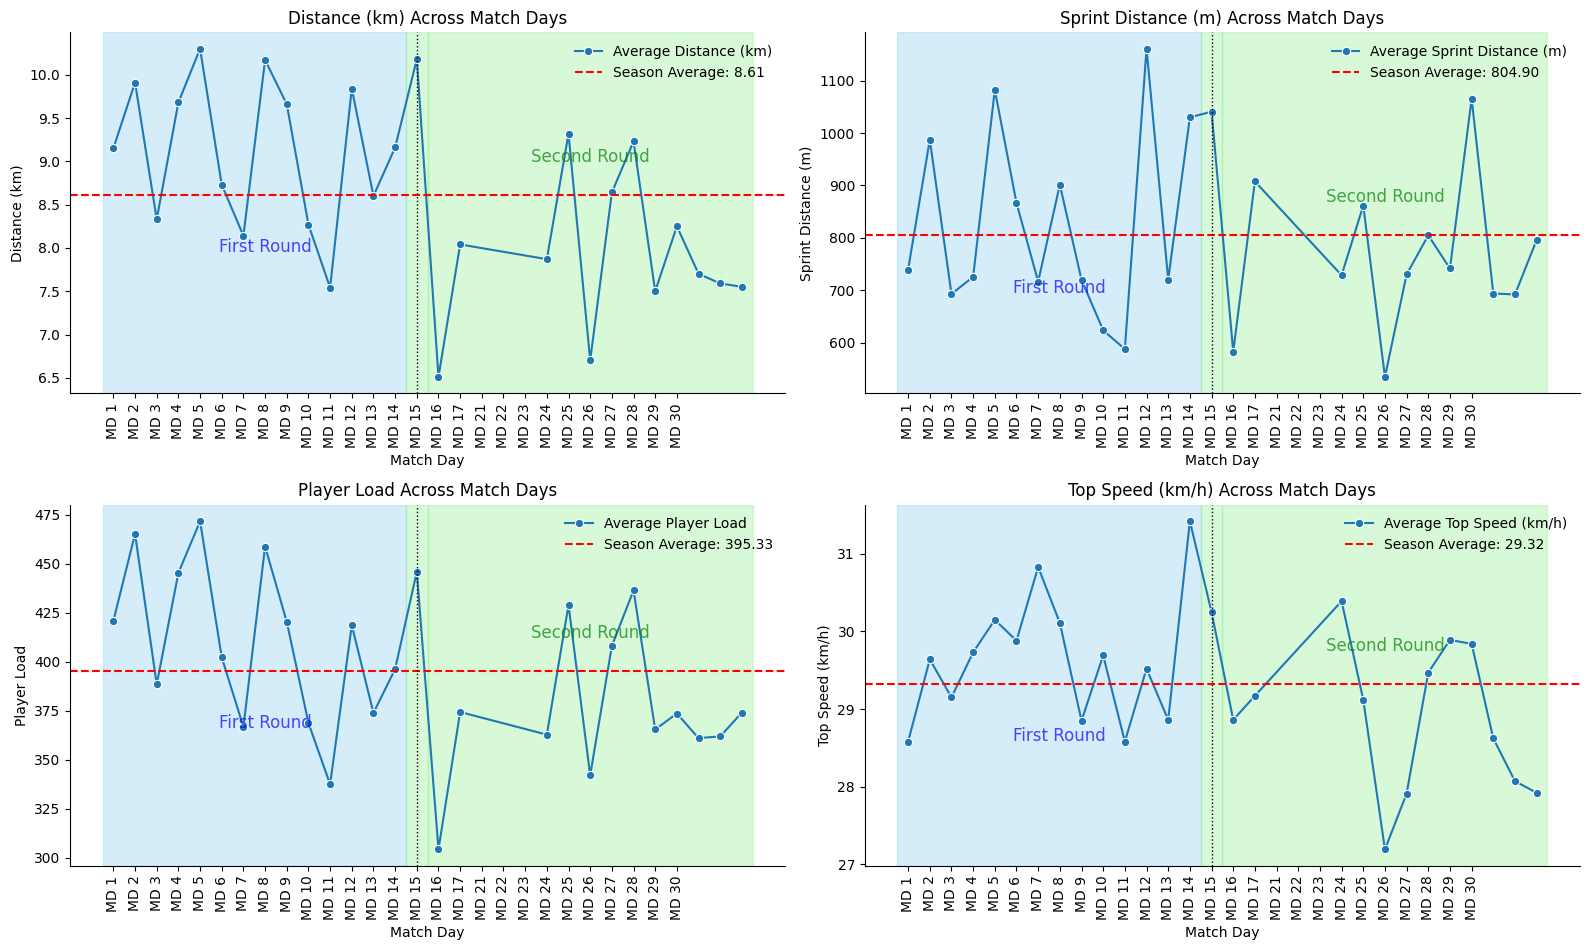 Distance (km) Across Match Days
Average Distance (km)
Season Average: 8.61
Distance (km)
10.0
9.5
9.0
8.5
8.0
7.5
7.0
6.5
First Round
Second Round
MD 1
MD 2
MD 3
MD 4
MD 5
MD 6
MD 7
MD 8
MD 9
MD 10
MD 11
MD 12
MD 13
MD 14
MD 15
MD 16
MD 17
MD 21
MD 22
MD 23
MD 24
MD 25
MD 26
MD 27
MD 28
MD 29
MD 30
Match Day
Sprint Distance (m) Across Match Days
Average Sprint Distance (m)
Season Average: 804.90
Sprint Distance (m)
1100
1000
900
800
700
600
First Round
Second Round
MD 1
MD 2
MD 3
MD 4
MD 5
MD 6
MD 7
MD 8
MD 9
MD 10
MD 11
MD 12
MD 13
MD 14
MD 15
MD 16
MD 17
MD 21
MD 22
MD 23
MD 24
MD 25
MD 26
MD 27
MD 28
MD 29
MD 30
Match Day
Player Load Across Match Days
Average Player Load
Season Average: 395.33
Player Load
475
450
425
400
375
350
325
300
First Round
Second Round
MD 1
MD 2
MD 3
MD 4
MD 5
MD 6
MD 7
MD 8
MD 9
MD 10
MD 11
MD 12
MD 13
MD 14
MD 15
MD 16
MD 17
MD 21
MD 22
MD 23
MD 24
MD 25
MD 26
MD 27
MD 28
MD 29
MD 30
Match Day
Top Speed (km/h) Across Match Days
Average Top Speed (km/h)
Season Average: 29.32
Top Speed (km/h)
31
30
29
28
27
First Round
Second Round
MD 1
MD 2
MD 3
MD 4
MD 5
MD 6
MD 7
MD 8
MD 9
MD 10
MD 11
MD 12
MD 13
MD 14
MD 15
MD 16
MD 17
MD 21
MD 22
MD 23
MD 24
MD 25
MD 26
MD 27
MD 28
MD 29
MD 30
Match Day